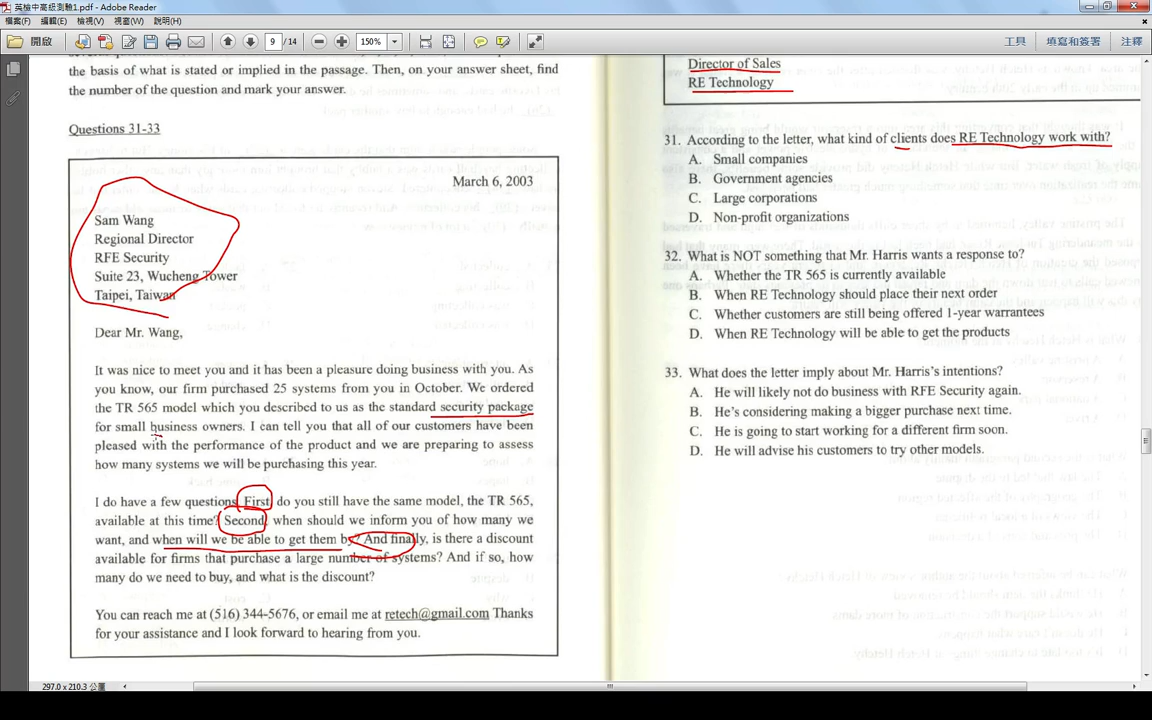 英檢中高級測驗1.pdf - Adobe Reader
檔案(F) 編輯(E) 檢視(V) 視窗(W) 說明(H)
開啟 9 / 14 150% 工具 填寫和簽署 注釋
the basis of what is stated or implied in the passage. Then, on your answer sheet, find
the number of the question and mark your answer.
Questions 31-33
March 6, 2003
Sam Wang
Regional Director
RFE Security
Suite 23, Wucheng Tower
Taipei, Taiwan
Dear Mr. Wang,
It was nice to meet you and it has been a pleasure doing business with you. As
you know, our firm purchased 25 systems from you in October. We ordered
the TR 565 model which you described to us as the standard security package
for small business owners. I can tell you that all of our customers have been
pleased with the performance of the product and we are preparing to assess
how many systems we will be purchasing this year.
I do have a few questions. First, do you still have the same model, the TR 565,
available at this time? Second, when should we inform you of how many we
want, and when will we be able to get them by? And finally, is there a discount
available for firms that purchase a large number of systems? And if so, how
many do we need to buy, and what is the discount?
You can reach me at (516) 344-5676, or email me at retech@gmail.com Thanks
for your assistance and I look forward to hearing from you.
Director of Sales
RE Technology
31. According to the letter, what kind of clients does RE Technology work with?
A. Small companies
B. Government agencies
C. Large corporations
D. Non-profit organizations
32. What is NOT something that Mr. Harris wants a response to?
A. Whether the TR 565 is currently available
B. When RE Technology should place their next order
C. Whether customers are still being offered 1-year warrantees
D. When RE Technology will be able to get the products
33. What does the letter imply about Mr. Harris's intentions?
A. He will likely not do business with RFE Security again.
B. He's considering making a bigger purchase next time.
C. He is going to start working for a different firm soon.
D. He will advise his customers to try other models.
297.0 x 210.3 公釐